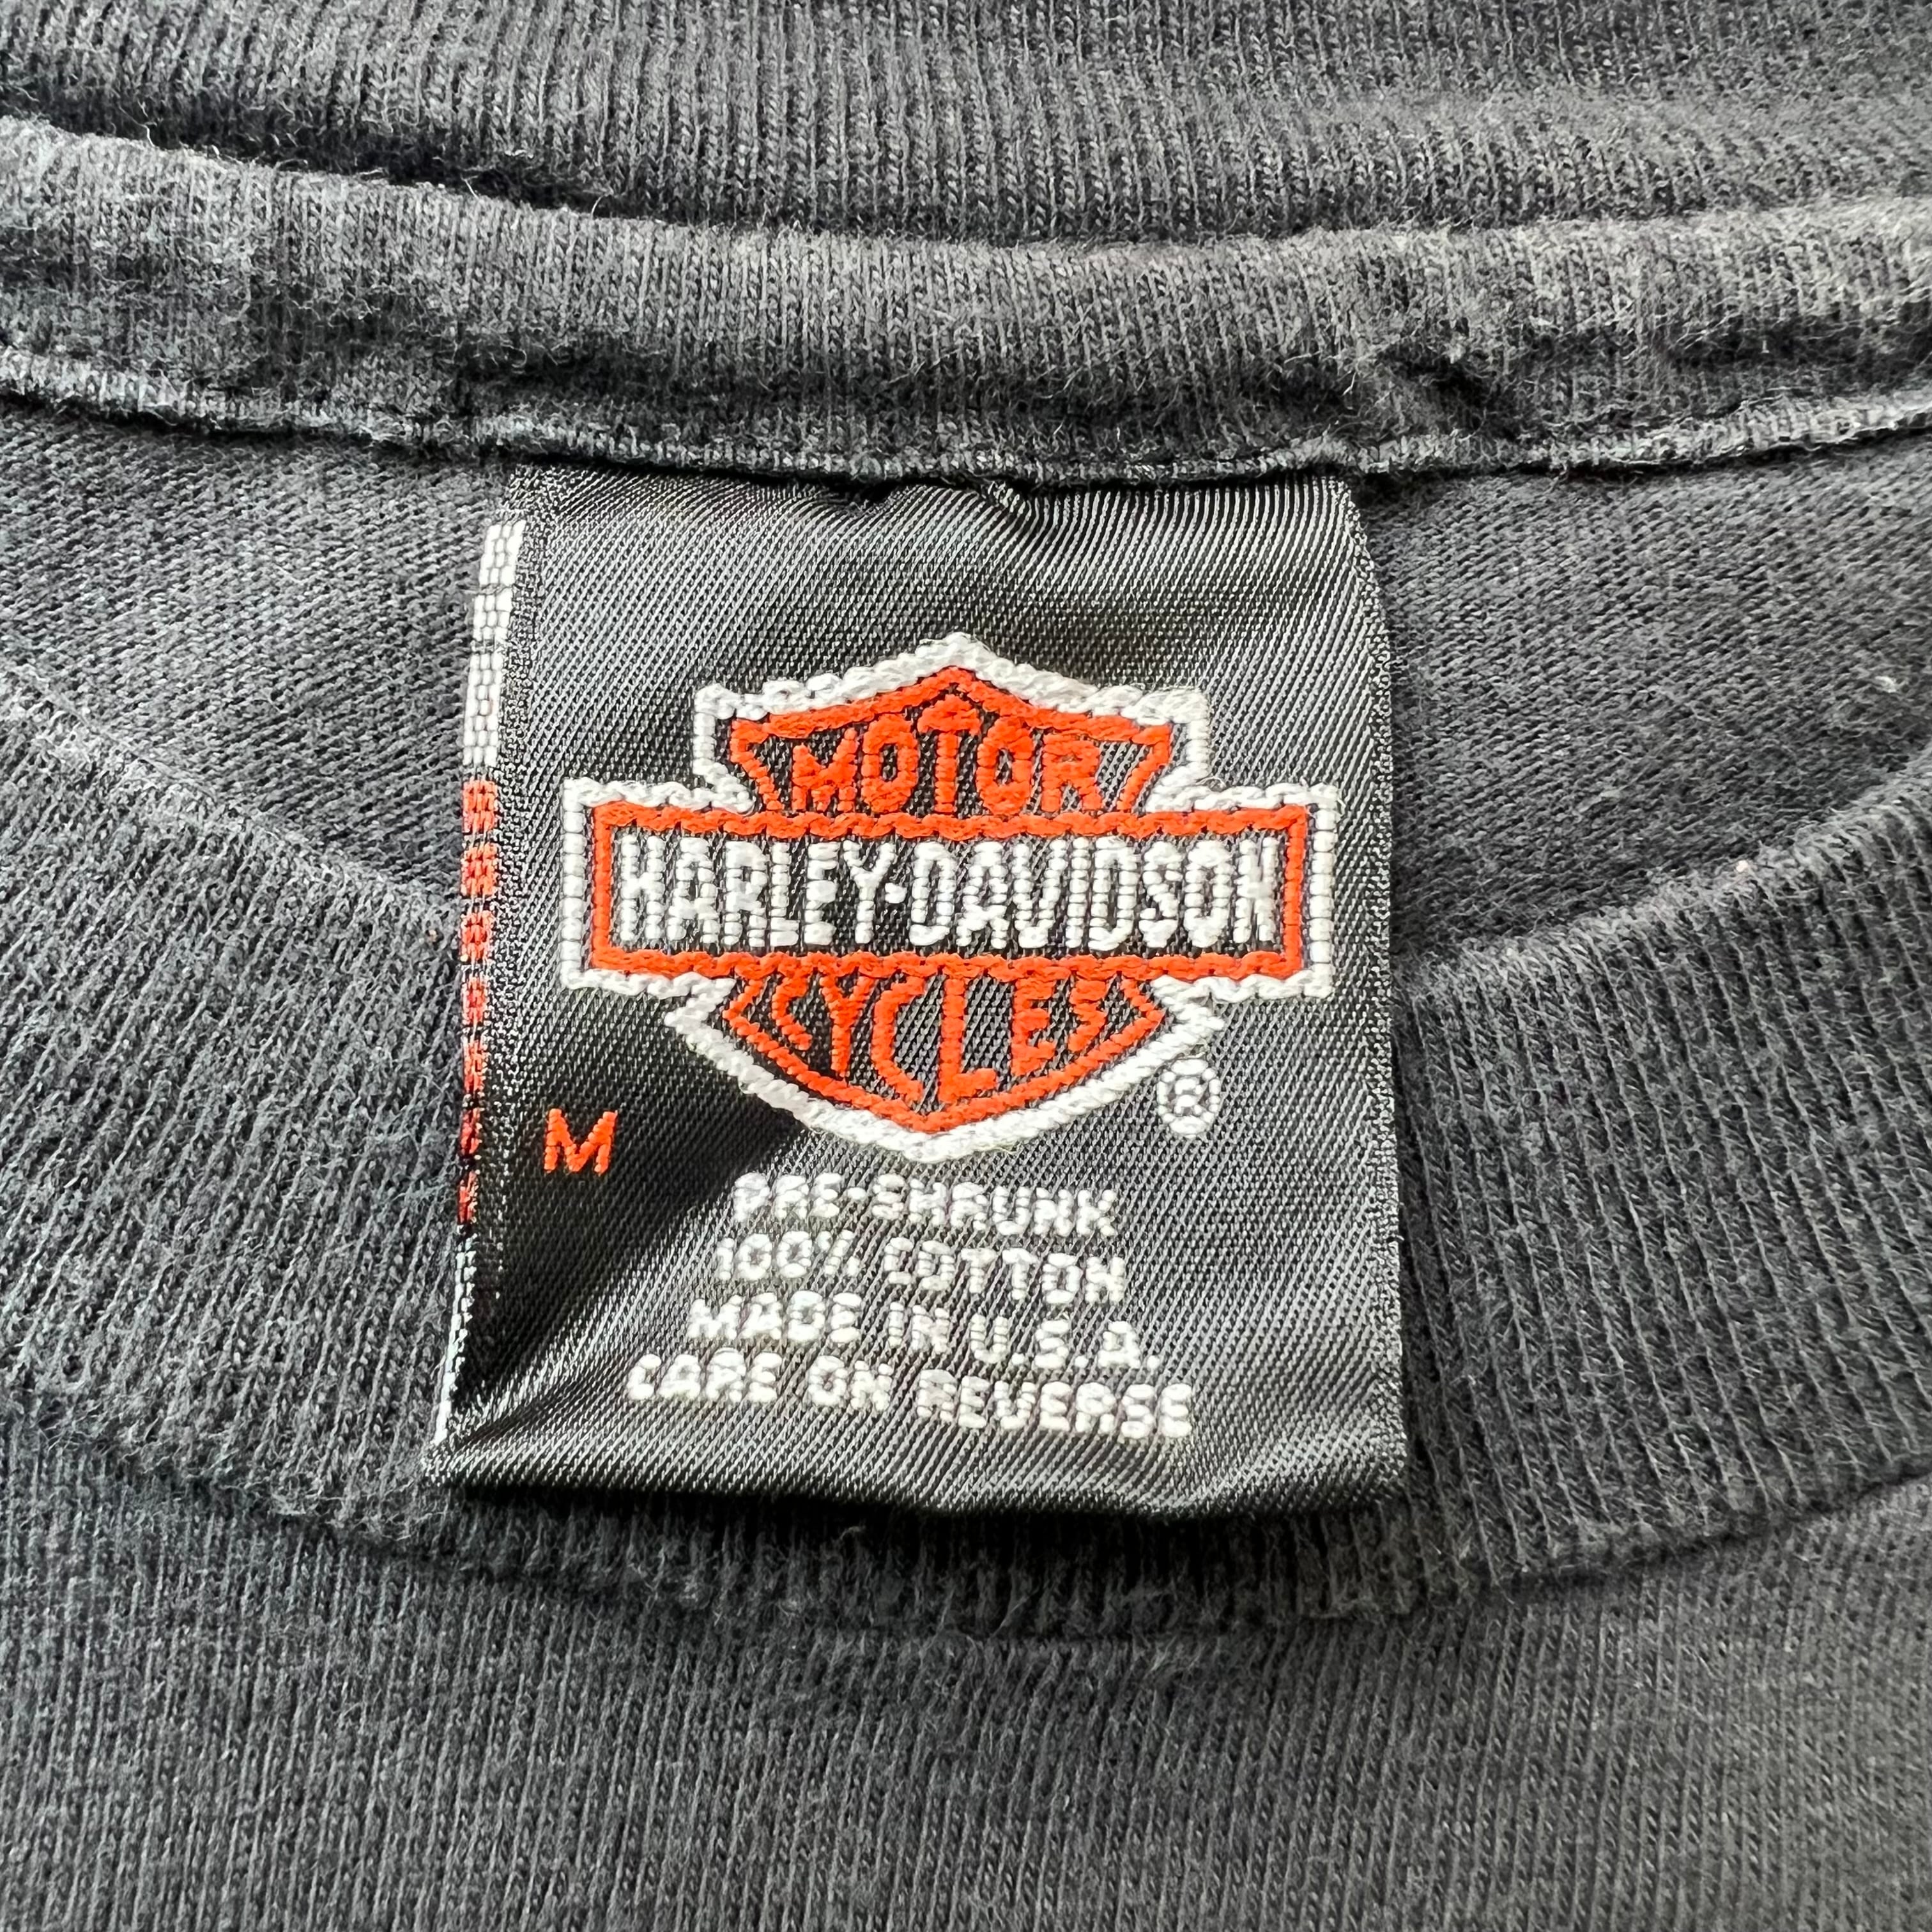 MOTOR
HARLEY-DAVIDSON
CYCLES
®
M
PRE-SHRUNK
100% COTTON
MADE IN U.S.A.
CARE ON REVERSE